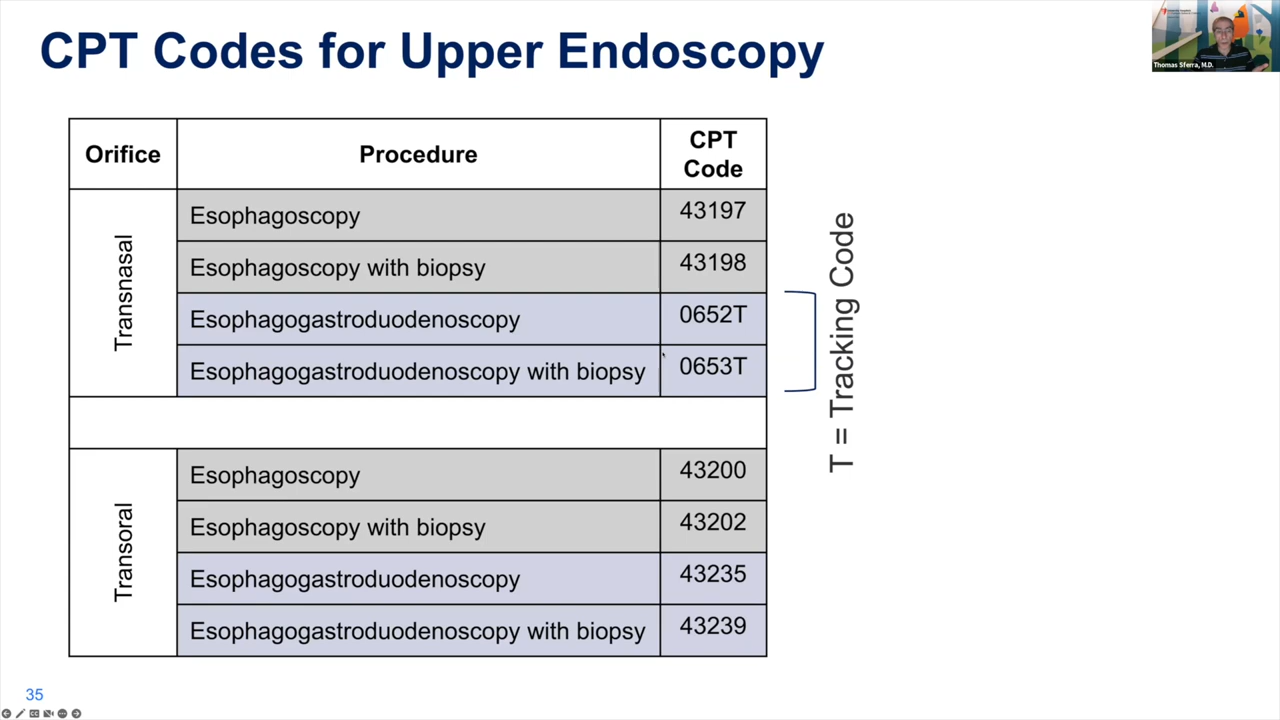 CPT Codes for Upper Endoscopy
Thomas Sferra, M.D.
Orifice Procedure CPT Code
Transnasal
Esophagoscopy 43197
Esophagoscopy with biopsy 43198
Esophagogastroduodenoscopy 0652T
Esophagogastroduodenoscopy with biopsy 0653T
T = Tracking Code
Transoral
Esophagoscopy 43200
Esophagoscopy with biopsy 43202
Esophagogastroduodenoscopy 43235
Esophagogastroduodenoscopy with biopsy 43239
35